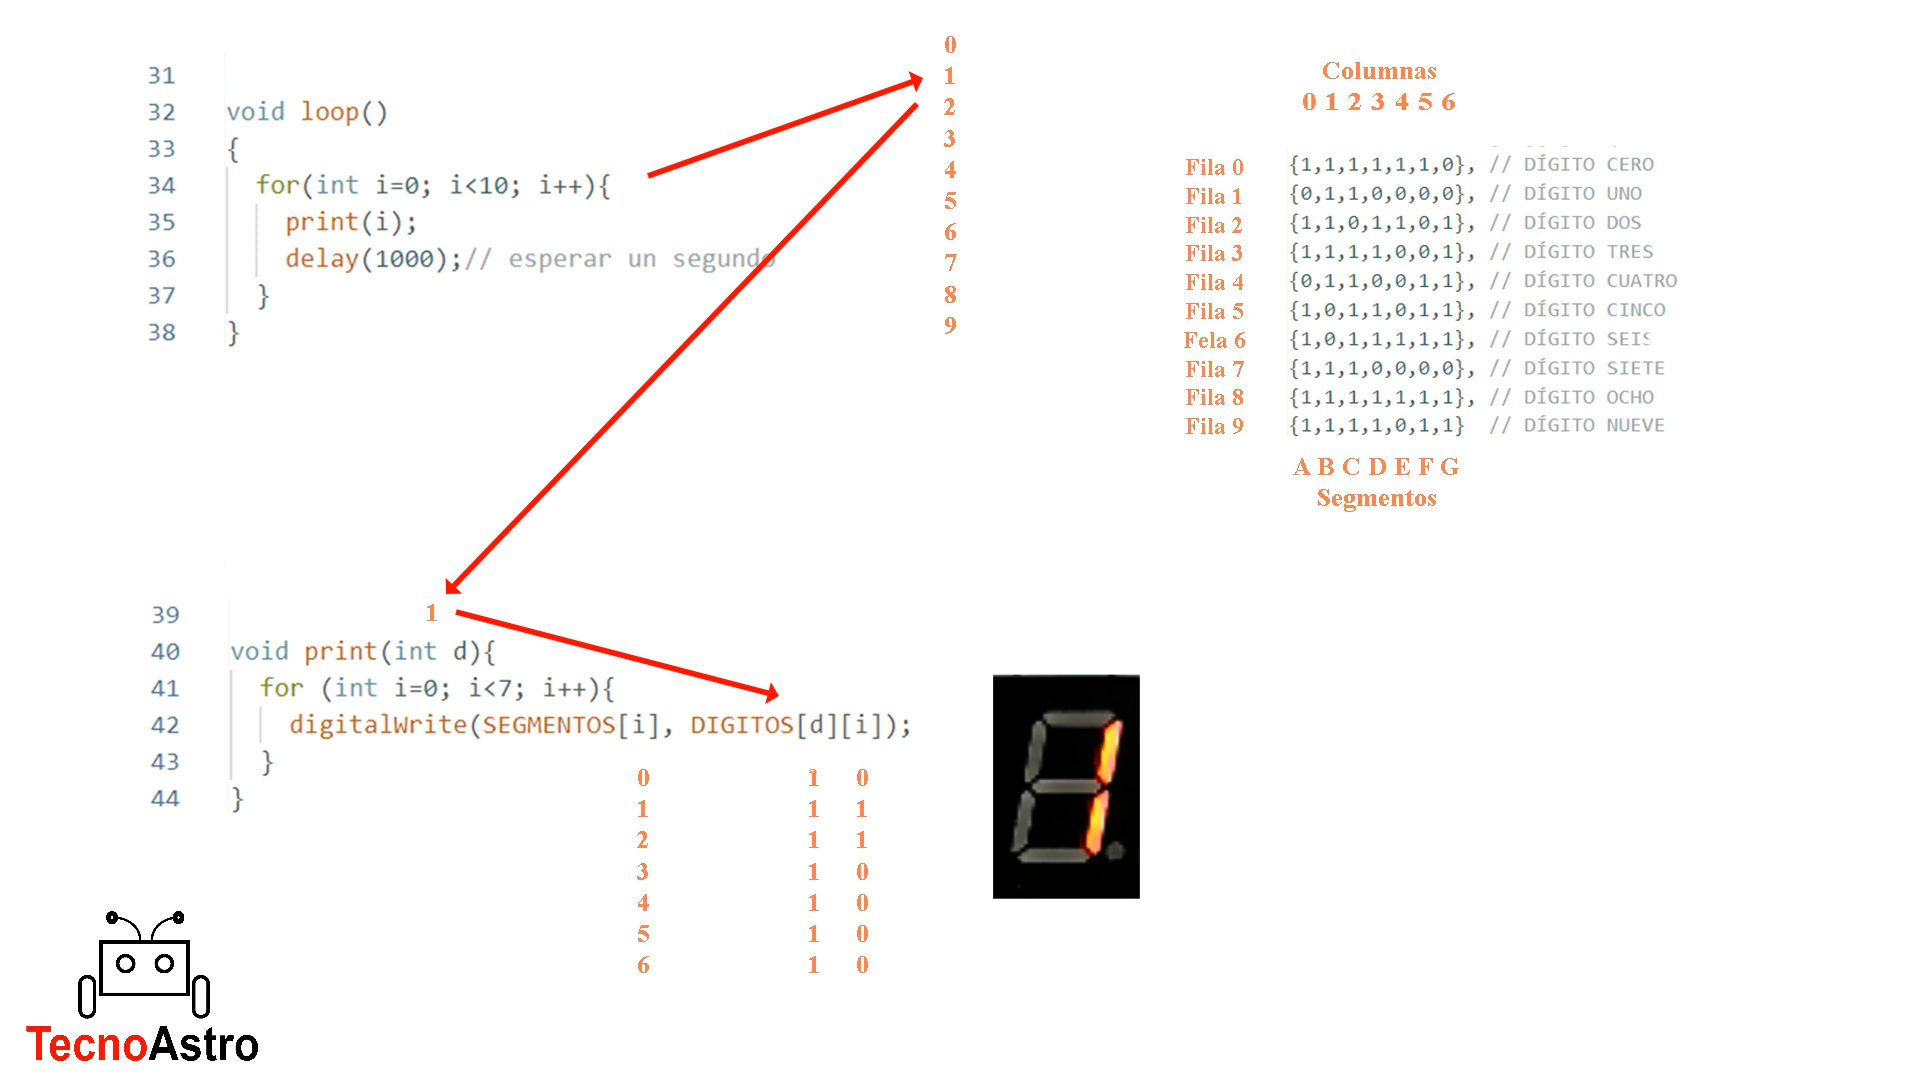 31
32 void loop()
33 {
34 for(int i=0; i<10; i++){
35 print(i);
36 delay(1000);// esperar un segundo
37 }
38 }
0
1
2
3
4
5
6
7
8
9
Columnas
0 1 2 3 4 5 6
Fila 0 {1,1,1,1,1,1,0}, // DÍGITO CERO
Fila 1 {0,1,1,0,0,0,0}, // DÍGITO UNO
Fila 2 {1,1,0,1,1,0,1}, // DÍGITO DOS
Fila 3 {1,1,1,1,0,0,1}, // DÍGITO TRES
Fila 4 {0,1,1,0,0,1,1}, // DÍGITO CUATRO
Fila 5 {1,0,1,1,0,1,1}, // DÍGITO CINCO
Fela 6 {1,0,1,1,1,1,1}, // DÍGITO SEIS
Fila 7 {1,1,1,0,0,0,0}, // DÍGITO SIETE
Fila 8 {1,1,1,1,1,1,1}, // DÍGITO OCHO
Fila 9 {1,1,1,1,0,1,1} // DÍGITO NUEVE
A B C D E F G
Segmentos
1
39
40 void print(int d){
41 for (int i=0; i<7; i++){
42 digitalWrite(SEGMENTOS[i], DIGITOS[d][i]);
43 }
44 }
0 1 0
1 1 1
2 1 1
3 1 0
4 1 0
5 1 0
6 1 0
TecnoAstro